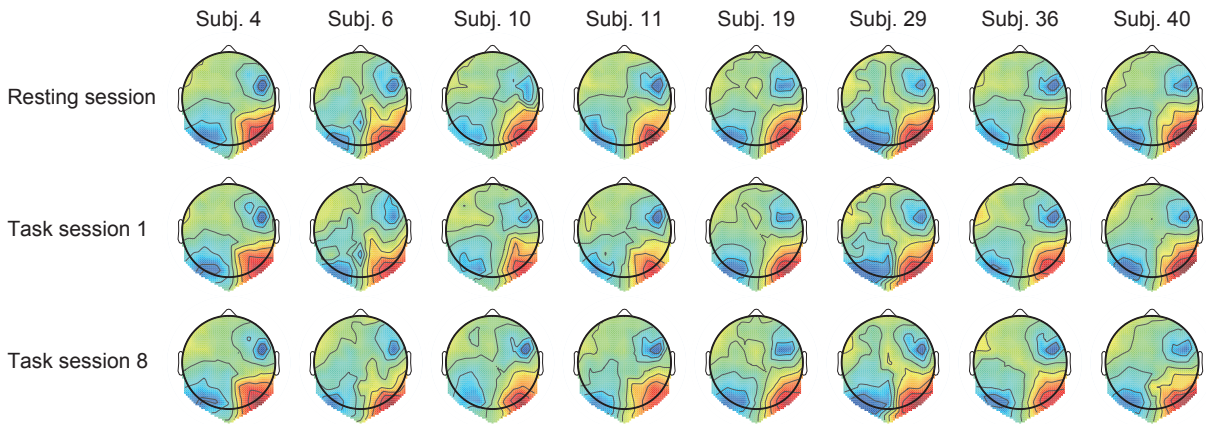 Subj. 4 Subj. 6 Subj. 10 Subj. 11 Subj. 19 Subj. 29 Subj. 36 Subj. 40
Resting session
Task session 1
Task session 8